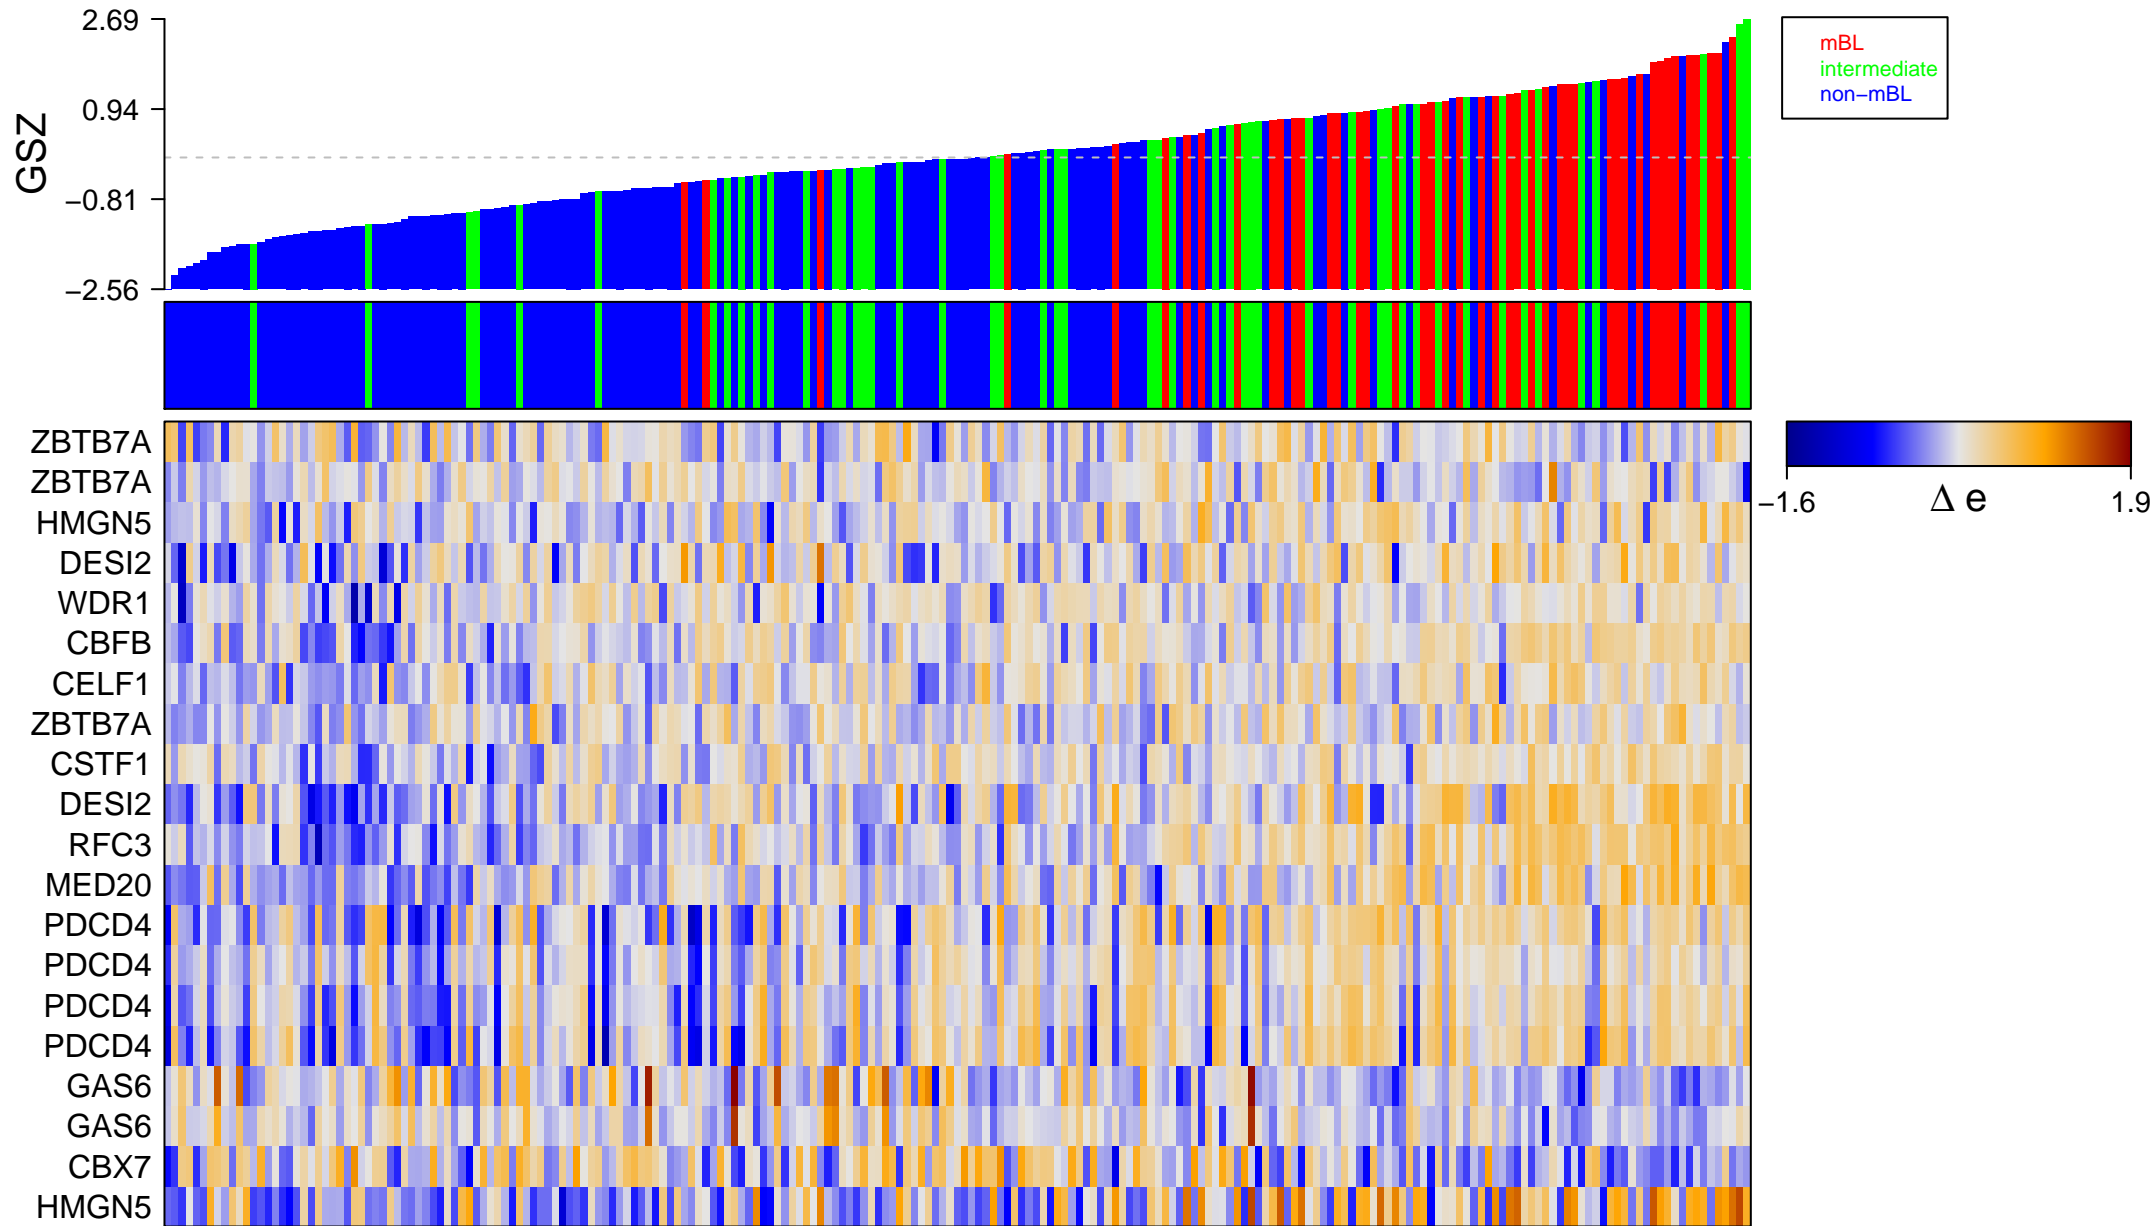 2.69
0.94
−0.81
−2.56
GSZ
mBL
intermediate
non−mBL
ZBTB7A
ZBTB7A
HMGN5
DESI2
WDR1
CBFB
CELF1
ZBTB7A
CSTF1
DESI2
RFC3
MED20
PDCD4
PDCD4
PDCD4
PDCD4
GAS6
GAS6
CBX7
HMGN5
−1.6 Δ e 1.9